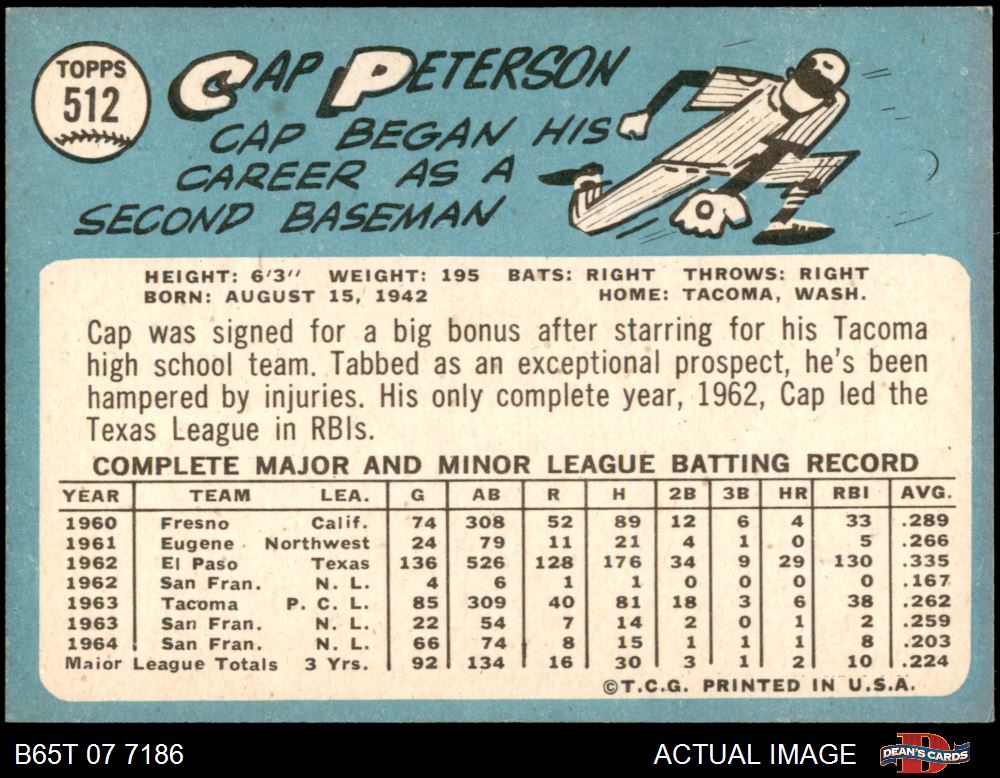 TOPPS
512
CAP PETERSON
CAP BEGAN HIS
CAREER AS A
SECOND BASEMAN
HEIGHT: 6'3" WEIGHT: 195 BATS: RIGHT THROWS: RIGHT
BORN: AUGUST 15, 1942 HOME: TACOMA, WASH.
Cap was signed for a big bonus after starring for his Tacoma
high school team. Tabbed as an exceptional prospect, he's been
hampered by injuries. His only complete year, 1962, Cap led the
Texas League in RBIs.
COMPLETE MAJOR AND MINOR LEAGUE BATTING RECORD
YEAR TEAM LEA. G AB R H 2B 3B HR RBI AVG.
1960 Fresno Calif. 74 308 52 89 12 6 4 33 .289
1961 Eugene Northwest 24 79 11 21 4 1 0 5 .266
1962 El Paso Texas 136 526 128 176 34 9 29 130 .335
1962 San Fran. N. L. 4 6 1 1 0 0 0 0 .167
1963 Tacoma P. C. L. 85 309 40 81 18 3 6 38 .262
1963 San Fran. N. L. 22 54 7 14 2 0 1 2 .259
1964 San Fran. N. L. 66 74 8 15 1 1 1 8 .203
Major League Totals 3 Yrs. 92 134 16 30 3 1 2 10 .224
©T.C.G. PRINTED IN U.S.A.
B65T 07 7186 ACTUAL IMAGE DEAN'S CARDS